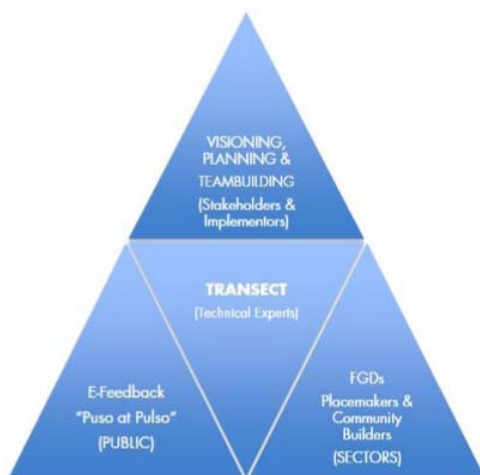 VISIONING,
PLANNING &
TEAMBUILDING
(Stakeholders &
Implementors)
TRANSECT
(Technical Experts)
E-Feedback
"Puso at Pulso"
(PUBLIC)
FGDs
Placemakers &
Community
Builders
(SECTORS)